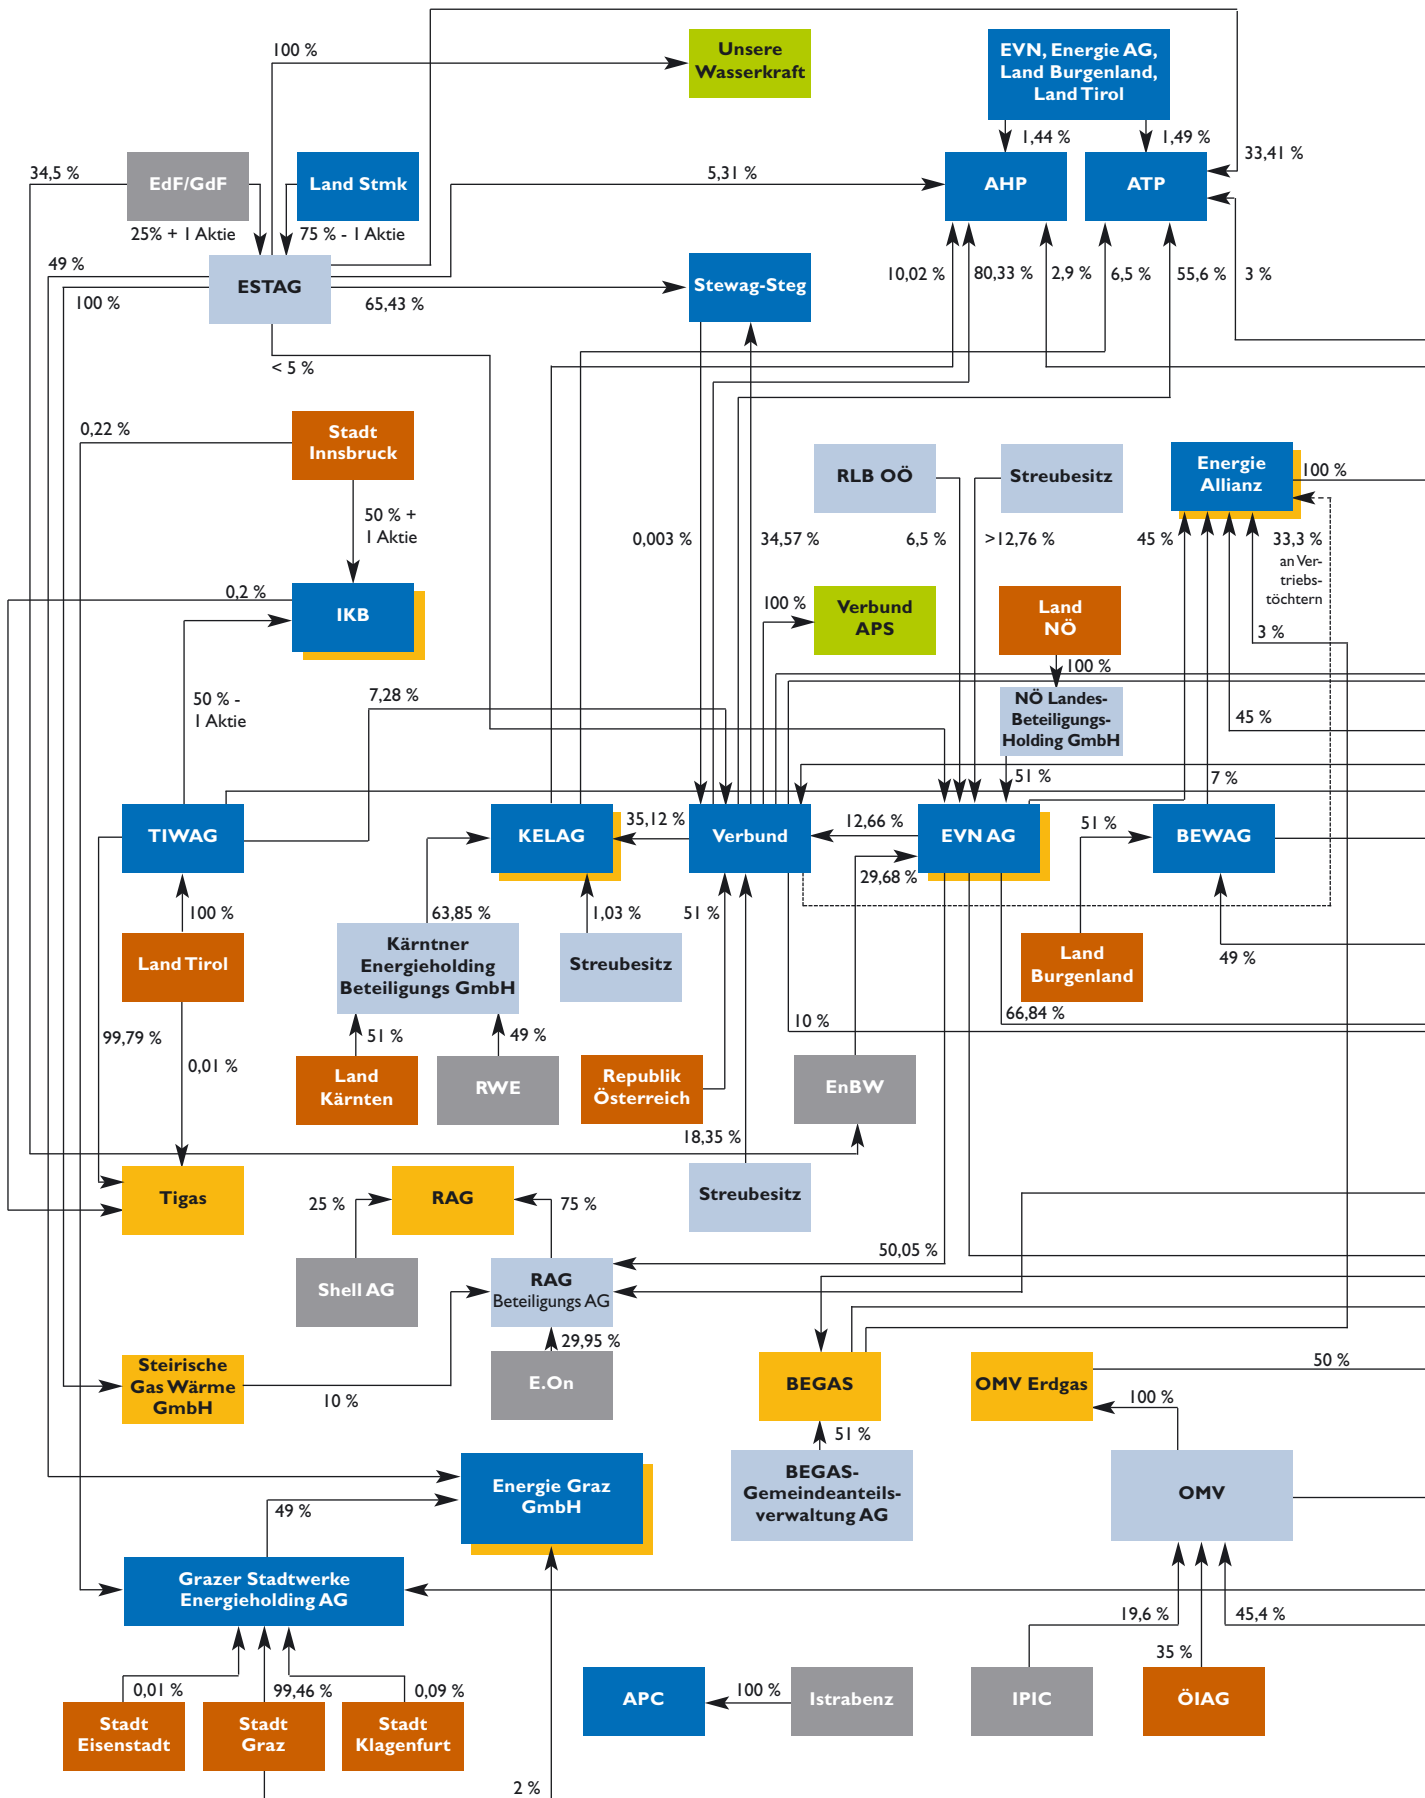 100 %
Unsere
Wasserkraft
EVN, Energie AG,
Land Burgenland,
Land Tirol
1,44 %
1,49 %
33,41 %
34,5 %
EdF/GdF
Land Stmk
5,31 %
AHP
ATP
25% + 1 Aktie
75 % - 1 Aktie
49 %
100 %
ESTAG
65,43 %
Stewag-Steg
10,02 %
80,33 %
2,9 %
6,5 %
55,6 %
3 %
< 5 %
0,22 %
Stadt
Innsbruck
RLB OÖ
Streubesitz
Energie
Allianz
100 %
50 % +
1 Aktie
0,003 %
34,57 %
6,5 %
>12,76 %
45 %
33,3 %
an Ver-
triebs-
töchtern
0,2 %
IKB
100 %
Verbund
APS
Land
NÖ
3 %
100 %
50 % -
1 Aktie
7,28 %
NÖ Landes-
Beteiligungs-
Holding GmbH
45 %
51 %
7 %
TIWAG
KELAG
35,12 %
Verbund
12,66 %
EVN AG
51 %
BEWAG
29,68 %
100 %
63,85 %
1,03 %
51 %
Land Tirol
Kärntner
Energieholding
Beteiligungs GmbH
Streubesitz
Land
Burgenland
49 %
99,79 %
0,01 %
51 %
49 %
10 %
66,84 %
Land
Kärnten
RWE
Republik
Österreich
EnBW
18,35 %
Tigas
25 %
RAG
75 %
Streubesitz
50,05 %
Shell AG
RAG
Beteiligungs AG
29,95 %
Steirische
Gas Wärme
GmbH
10 %
E.On
BEGAS
OMV Erdgas
50 %
100 %
51 %
Energie Graz
GmbH
BEGAS-
Gemeindeanteils-
verwaltung AG
OMV
49 %
Grazer Stadtwerke
Energieholding AG
19,6 %
45,4 %
35 %
0,01 %
99,46 %
0,09 %
APC
100 %
Istrabenz
IPIC
ÖIAG
Stadt
Eisenstadt
Stadt
Graz
Stadt
Klagenfurt
2 %